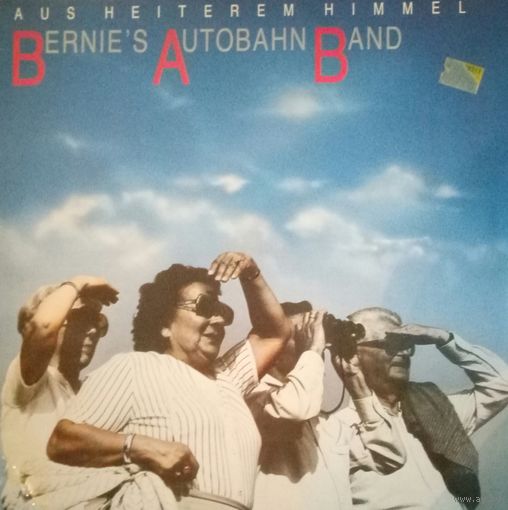 AUS HEITEREM HIMMEL
BERNIE'S AUTOBAHN BAND